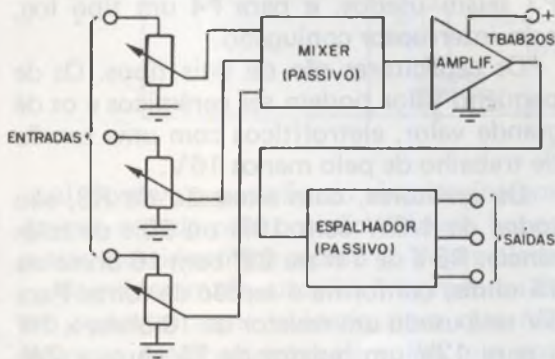 TBA820S
MIXER
(PASSIVO)
AMPLIF.
ENTRADAS
ESPALHADOR
(PASSIVO)
SAÍDAS